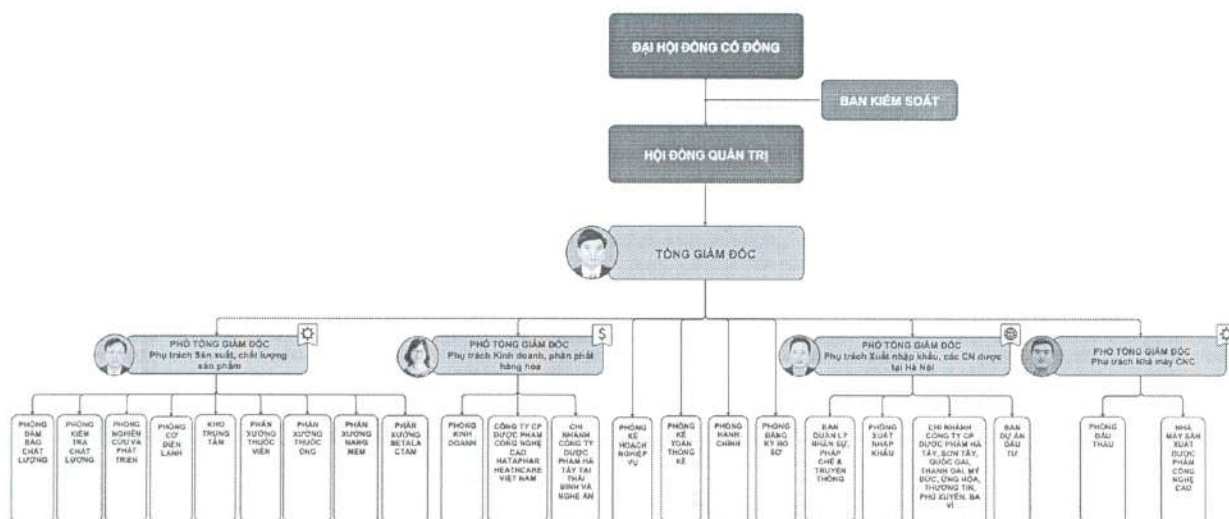 ĐẠI HỘI ĐỒNG CỔ ĐÔNG
BAN KIỂM SOÁT
HỘI ĐỒNG QUẢN TRỊ
TỔNG GIÁM ĐỐC
PHÓ TỔNG GIÁM ĐỐC
Phụ trách Sản xuất, chất lượng
sản phẩm
$
PHÓ TỔNG GIÁM ĐỐC
Phụ trách Kinh doanh, phân phối
hàng hóa
PHÓ TỔNG GIÁM ĐỐC
Phụ trách Xuất nhập khẩu, các CN dược
tại Hà Nội
PHÓ TỔNG GIÁM ĐỐC
Phụ trách Nhà máy CNC
PHÒNG
ĐẢM
BẢO
CHẤT
LƯỢNG
PHÒNG
KIỂM
TRA
CHẤT
LƯỢNG
PHÒNG
NGHIÊN
CỨU VÀ
PHÁT
TRIỂN
PHÒNG
CƠ
ĐIỆN
LẠNH
KHO
TRUNG
TÂM
PHÂN
XƯỞNG
THUỐC
VIÊN
PHÂN
XƯỞNG
THUỐC
ỐNG
PHÂN
XƯỞNG
NANG
MỀM
PHÂN
XƯỞNG
BETALA
CTAM
PHÒNG
KINH
DOANH
CÔNG TY CP
DƯỢC PHẨM
CÔNG NGHỆ
CAO
HATAPHAR
HEATHCARE
VIỆT NAM
CHI
NHÁNH
CÔNG TY
DƯỢC
PHẨM HÀ
TÂY TẠI
THÁI
BÌNH VÀ
NGHỆ AN
PHÒNG
KẾ
HOẠCH
NGHIỆP
VỤ
PHÒNG
KẾ TOÁN
THỐNG
KÊ
PHÒNG
HÀNH
CHÍNH
PHÒNG
ĐĂNG
KÝ HỒ
SƠ
BAN
QUẢN LÝ
NHÂN SỰ,
PHÁP
CHẾ &
TRUYỀN
THÔNG
PHÒNG
XUẤT
NHẬP
KHẨU
CHI NHÁNH
CÔNG TY CP
DƯỢC PHẨM HÀ
TÂY, SƠN TÂY,
QUỐC OAI,
THANH OAI, MỸ
ĐỨC, ỨNG HÒA,
THƯỜNG TÍN,
PHÚ XUYÊN, BA
VÌ
BAN
DỰ ÁN
ĐẦU
TƯ
PHÒNG
ĐẤU
THẦU
NHÀ
MÁY SẢN
XUẤT
DƯỢC
PHẨM
CÔNG
NGHỆ
CAO